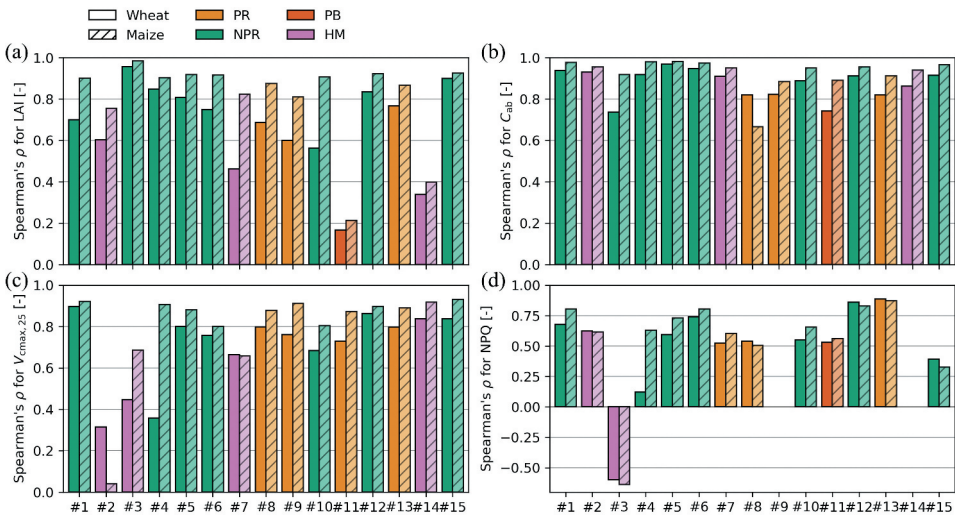 Wheat PR PB
Maize NPR HM
(a)
Spearman's ρ for LAI [-]
1.0
0.8
0.6
0.4
0.2
0.0
(b)
Spearman's ρ for Cab [-]
1.0
0.8
0.6
0.4
0.2
0.0
(c)
Spearman's ρ for Vcmax, 25 [-]
1.0
0.8
0.6
0.4
0.2
0.0
#1 #2 #3 #4 #5 #6 #7 #8 #9 #10 #11 #12 #13 #14 #15
(d)
Spearman's ρ for NPQ [-]
1.00
0.75
0.50
0.25
0.00
−0.25
−0.50
#1 #2 #3 #4 #5 #6 #7 #8 #9 #10 #11 #12 #13 #14 #15